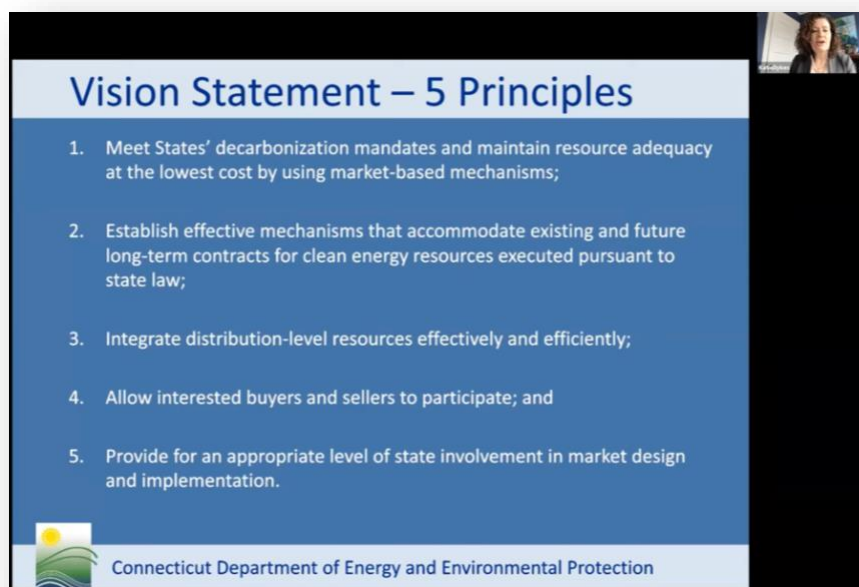 Vision Statement – 5 Principles
1. Meet States' decarbonization mandates and maintain resource adequacy
at the lowest cost by using market-based mechanisms;
2. Establish effective mechanisms that accommodate existing and future
long-term contracts for clean energy resources executed pursuant to
state law;
3. Integrate distribution-level resources effectively and efficiently;
4. Allow interested buyers and sellers to participate; and
5. Provide for an appropriate level of state involvement in market design
and implementation.
Connecticut Department of Energy and Environmental Protection